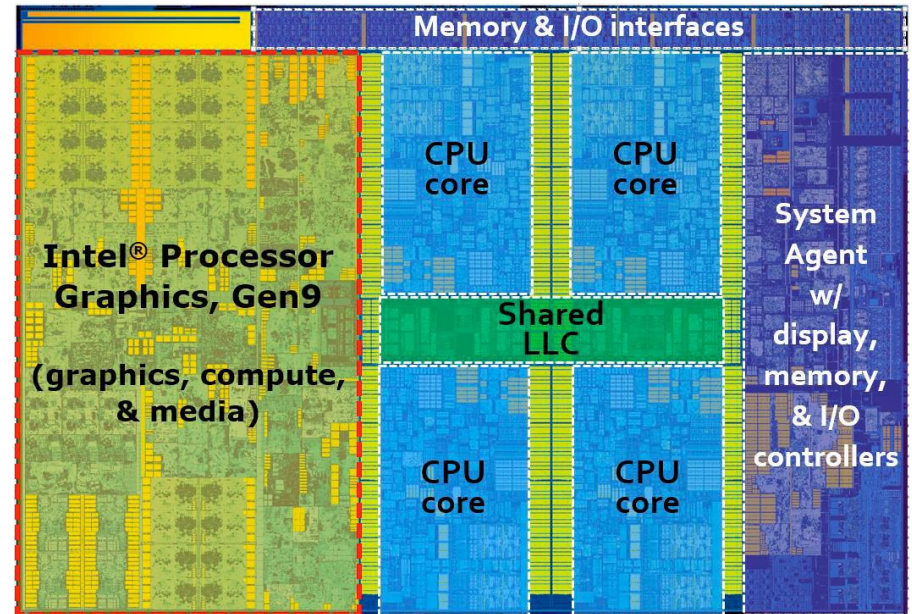 Memory & I/O interfaces
CPU
core
CPU
core
Intel® Processor
Graphics, Gen9
(graphics, compute,
& media)
Shared
LLC
System
Agent
w/
display,
memory,
& I/O
controllers
CPU
core
CPU
core